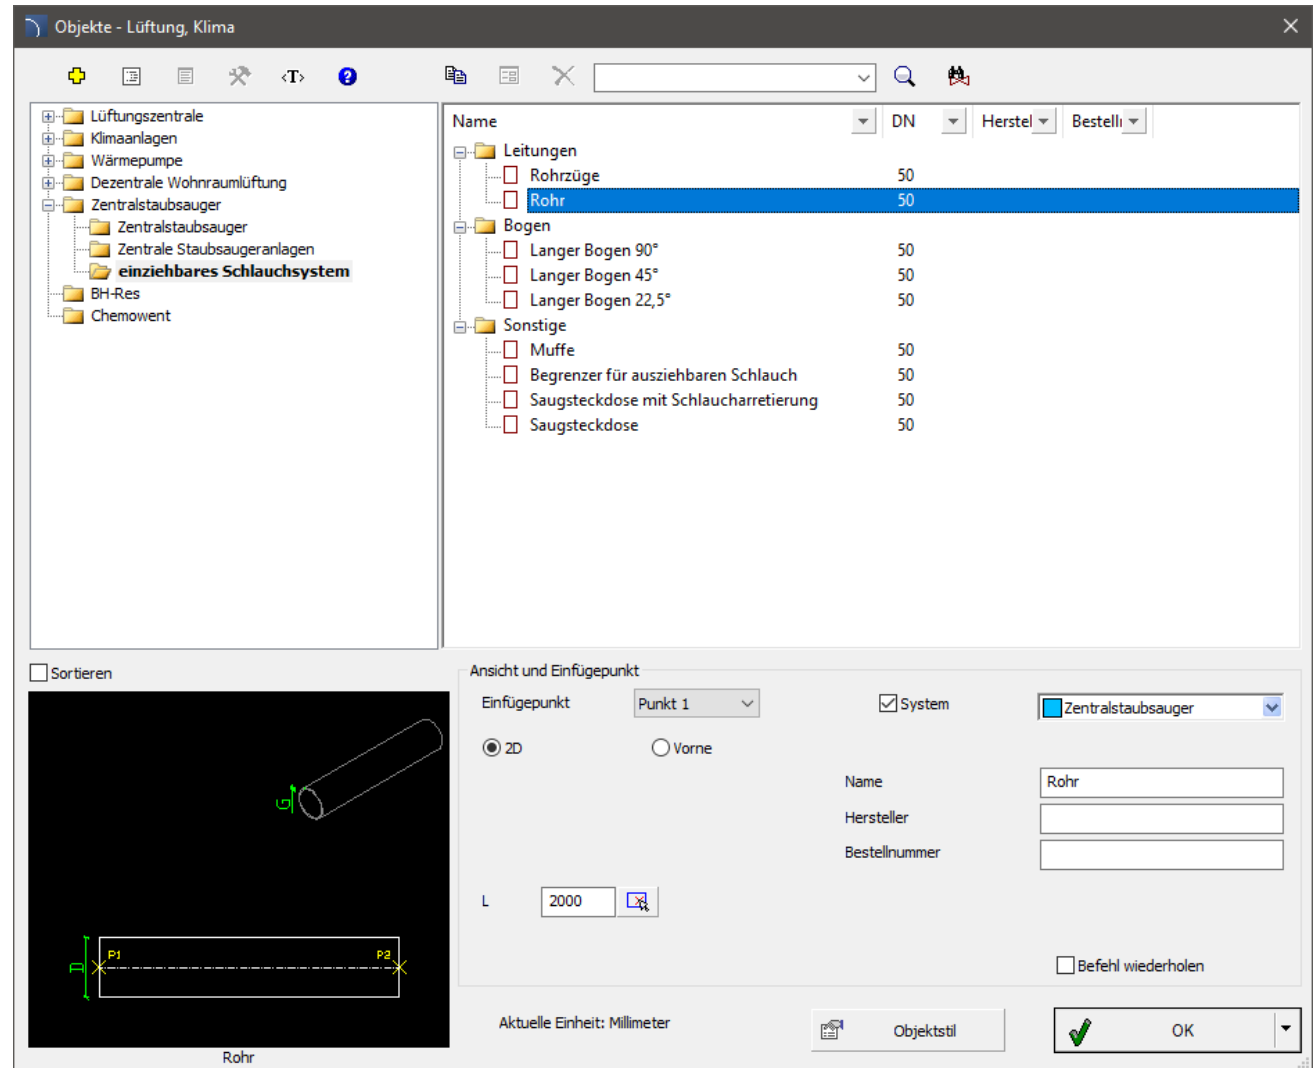 Objekte - Lüftung, Klima
<T>
?
Lüftungszentrale
Klimaanlagen
Wärmepumpe
Dezentrale Wohnraumlüftung
Zentralstaubsauger
Zentralstaubsauger
Zentrale Staubsaugeranlagen
einziehbares Schlauchsystem
BH-Res
Chemowent
Name DN Herstel Bestelli
Leitungen
Rohrzüge 50
Rohr 50
Bogen
Langer Bogen 90° 50
Langer Bogen 45° 50
Langer Bogen 22,5° 50
Sonstige
Muffe 50
Begrenzer für ausziehbaren Schlauch 50
Saugsteckdose mit Schlaucharretierung 50
Saugsteckdose 50
Sortieren
G
D
P1 P2
Rohr
Ansicht und Einfügepunkt
Einfügepunkt Punkt 1 System Zentralstaubsauger
2D Vorne
Name Rohr
Hersteller
Bestellnummer
L 2000
Befehl wiederholen
Aktuelle Einheit: Millimeter Objektstil OK